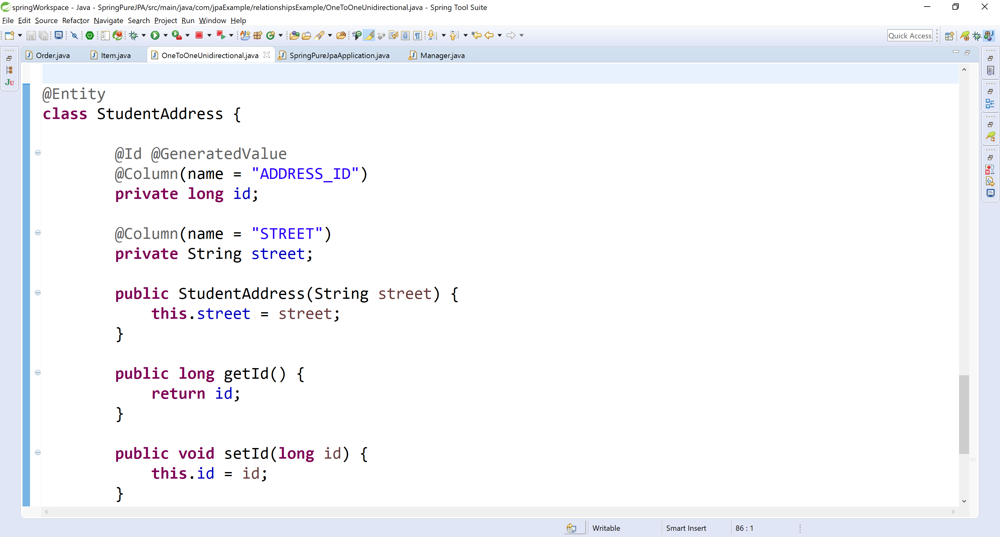 springWorkspace - Java - SpringPureJPA/src/main/java/com/jpaExample/relationshipsExample/OneToOneUnidirectional.java - Spring Tool Suite
File Edit Source Refactor Navigate Search Project Run Window Help
Quick Access
Order.java Item.java OneToOneUnidirectional.java SpringPureJpaApplication.java Manager.java
@Entity
class StudentAddress {
@Id @GeneratedValue
@Column(name = "ADDRESS_ID")
private long id;
@Column(name = "STREET")
private String street;
public StudentAddress(String street) {
this.street = street;
}
public long getId() {
return id;
}
public void setId(long id) {
this.id = id;
}
Writable Smart Insert 86 : 1